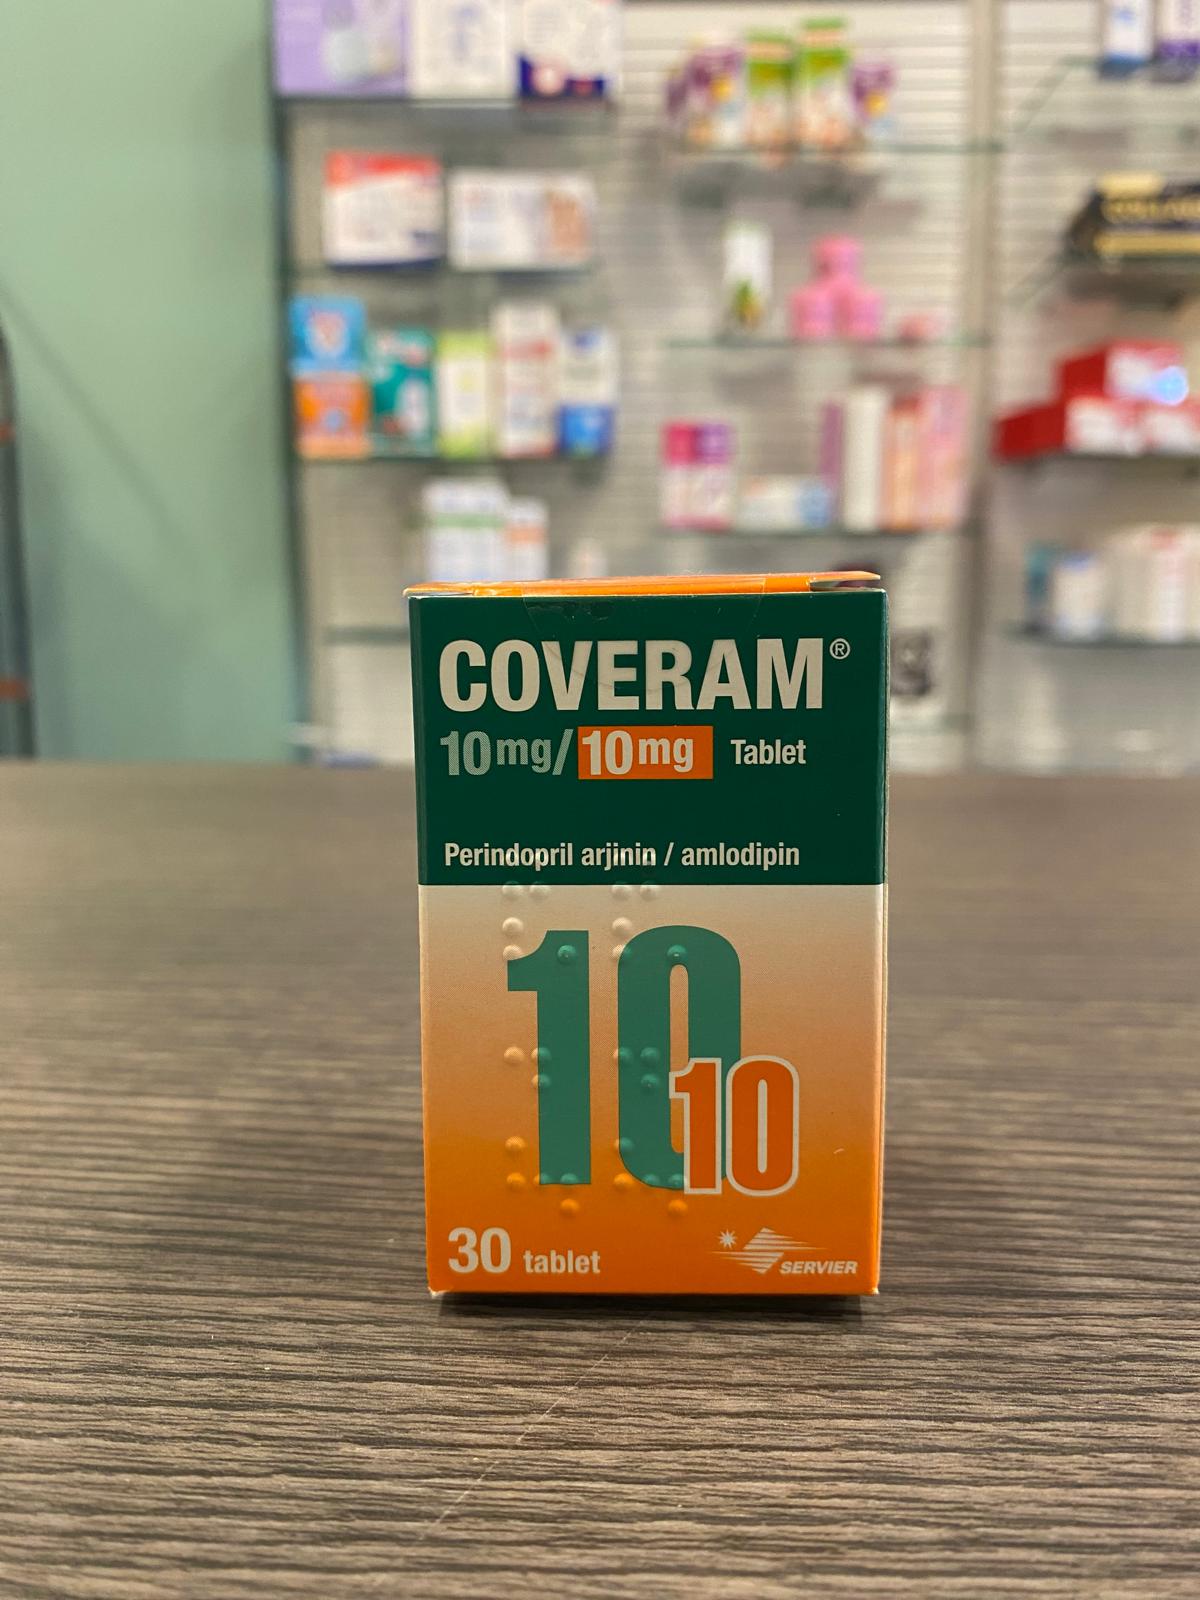 COVERAM®
10mg/10mg Tablet
Perindopril arjinin / amlodipin
10
10
30 tablet
SERVIER